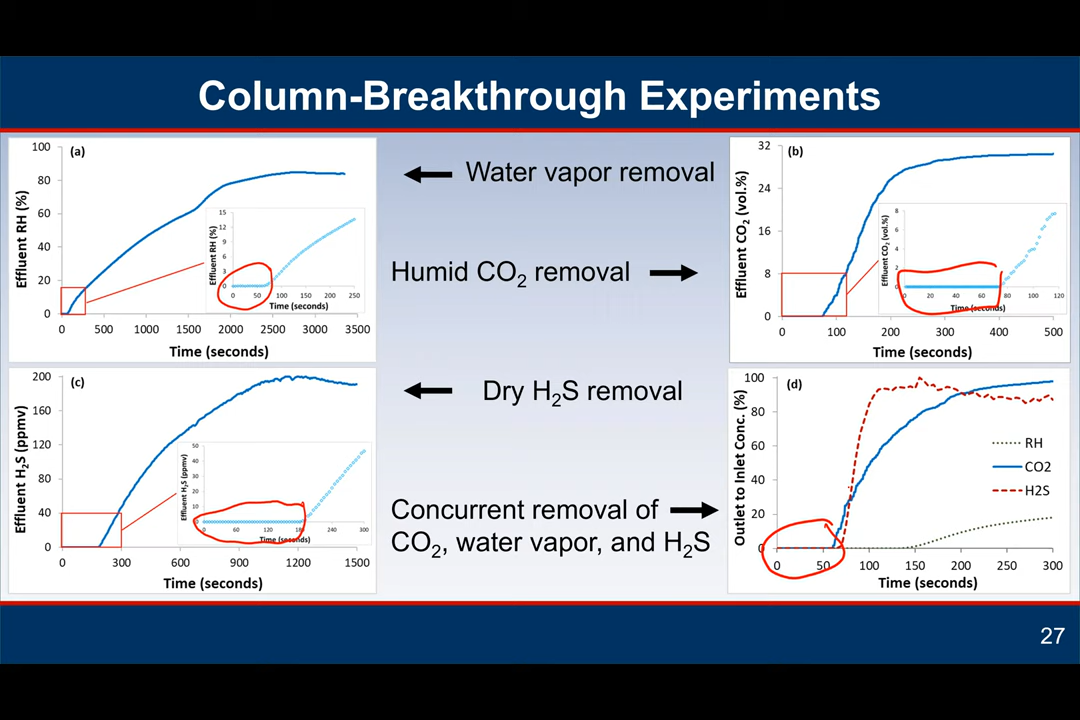 Column-Breakthrough Experiments
(a)
Effluent RH (%)
100
80
60
40
20
0
0 500 1000 1500 2000 2500 3000 3500
Time (seconds)
Effluent RH (%)
15
12
9
6
3
0
0 50 100 150 200 250
Time (seconds)
Water vapor removal
(b)
Effluent CO2 (vol.%)
32
24
16
8
0
0 100 200 300 400 500
Time (seconds)
Effluent CO2 (vol.%)
8
6
4
2
0
0 20 40 60 80 100 120
Time (seconds)
Humid CO2 removal
(c)
Effluent H2S (ppmv)
200
160
120
80
40
0
0 300 600 900 1200 1500
Time (seconds)
Effluent H2S (ppmv)
50
40
30
20
10
0
0 60 120 180 240 300
Time (seconds)
Dry H2S removal
(d)
Outlet to Inlet Conc. (%)
100
80
60
40
20
0
0 50 100 150 200 250 300
Time (seconds)
RH
CO2
H2S
Concurrent removal of
CO2, water vapor, and H2S
27